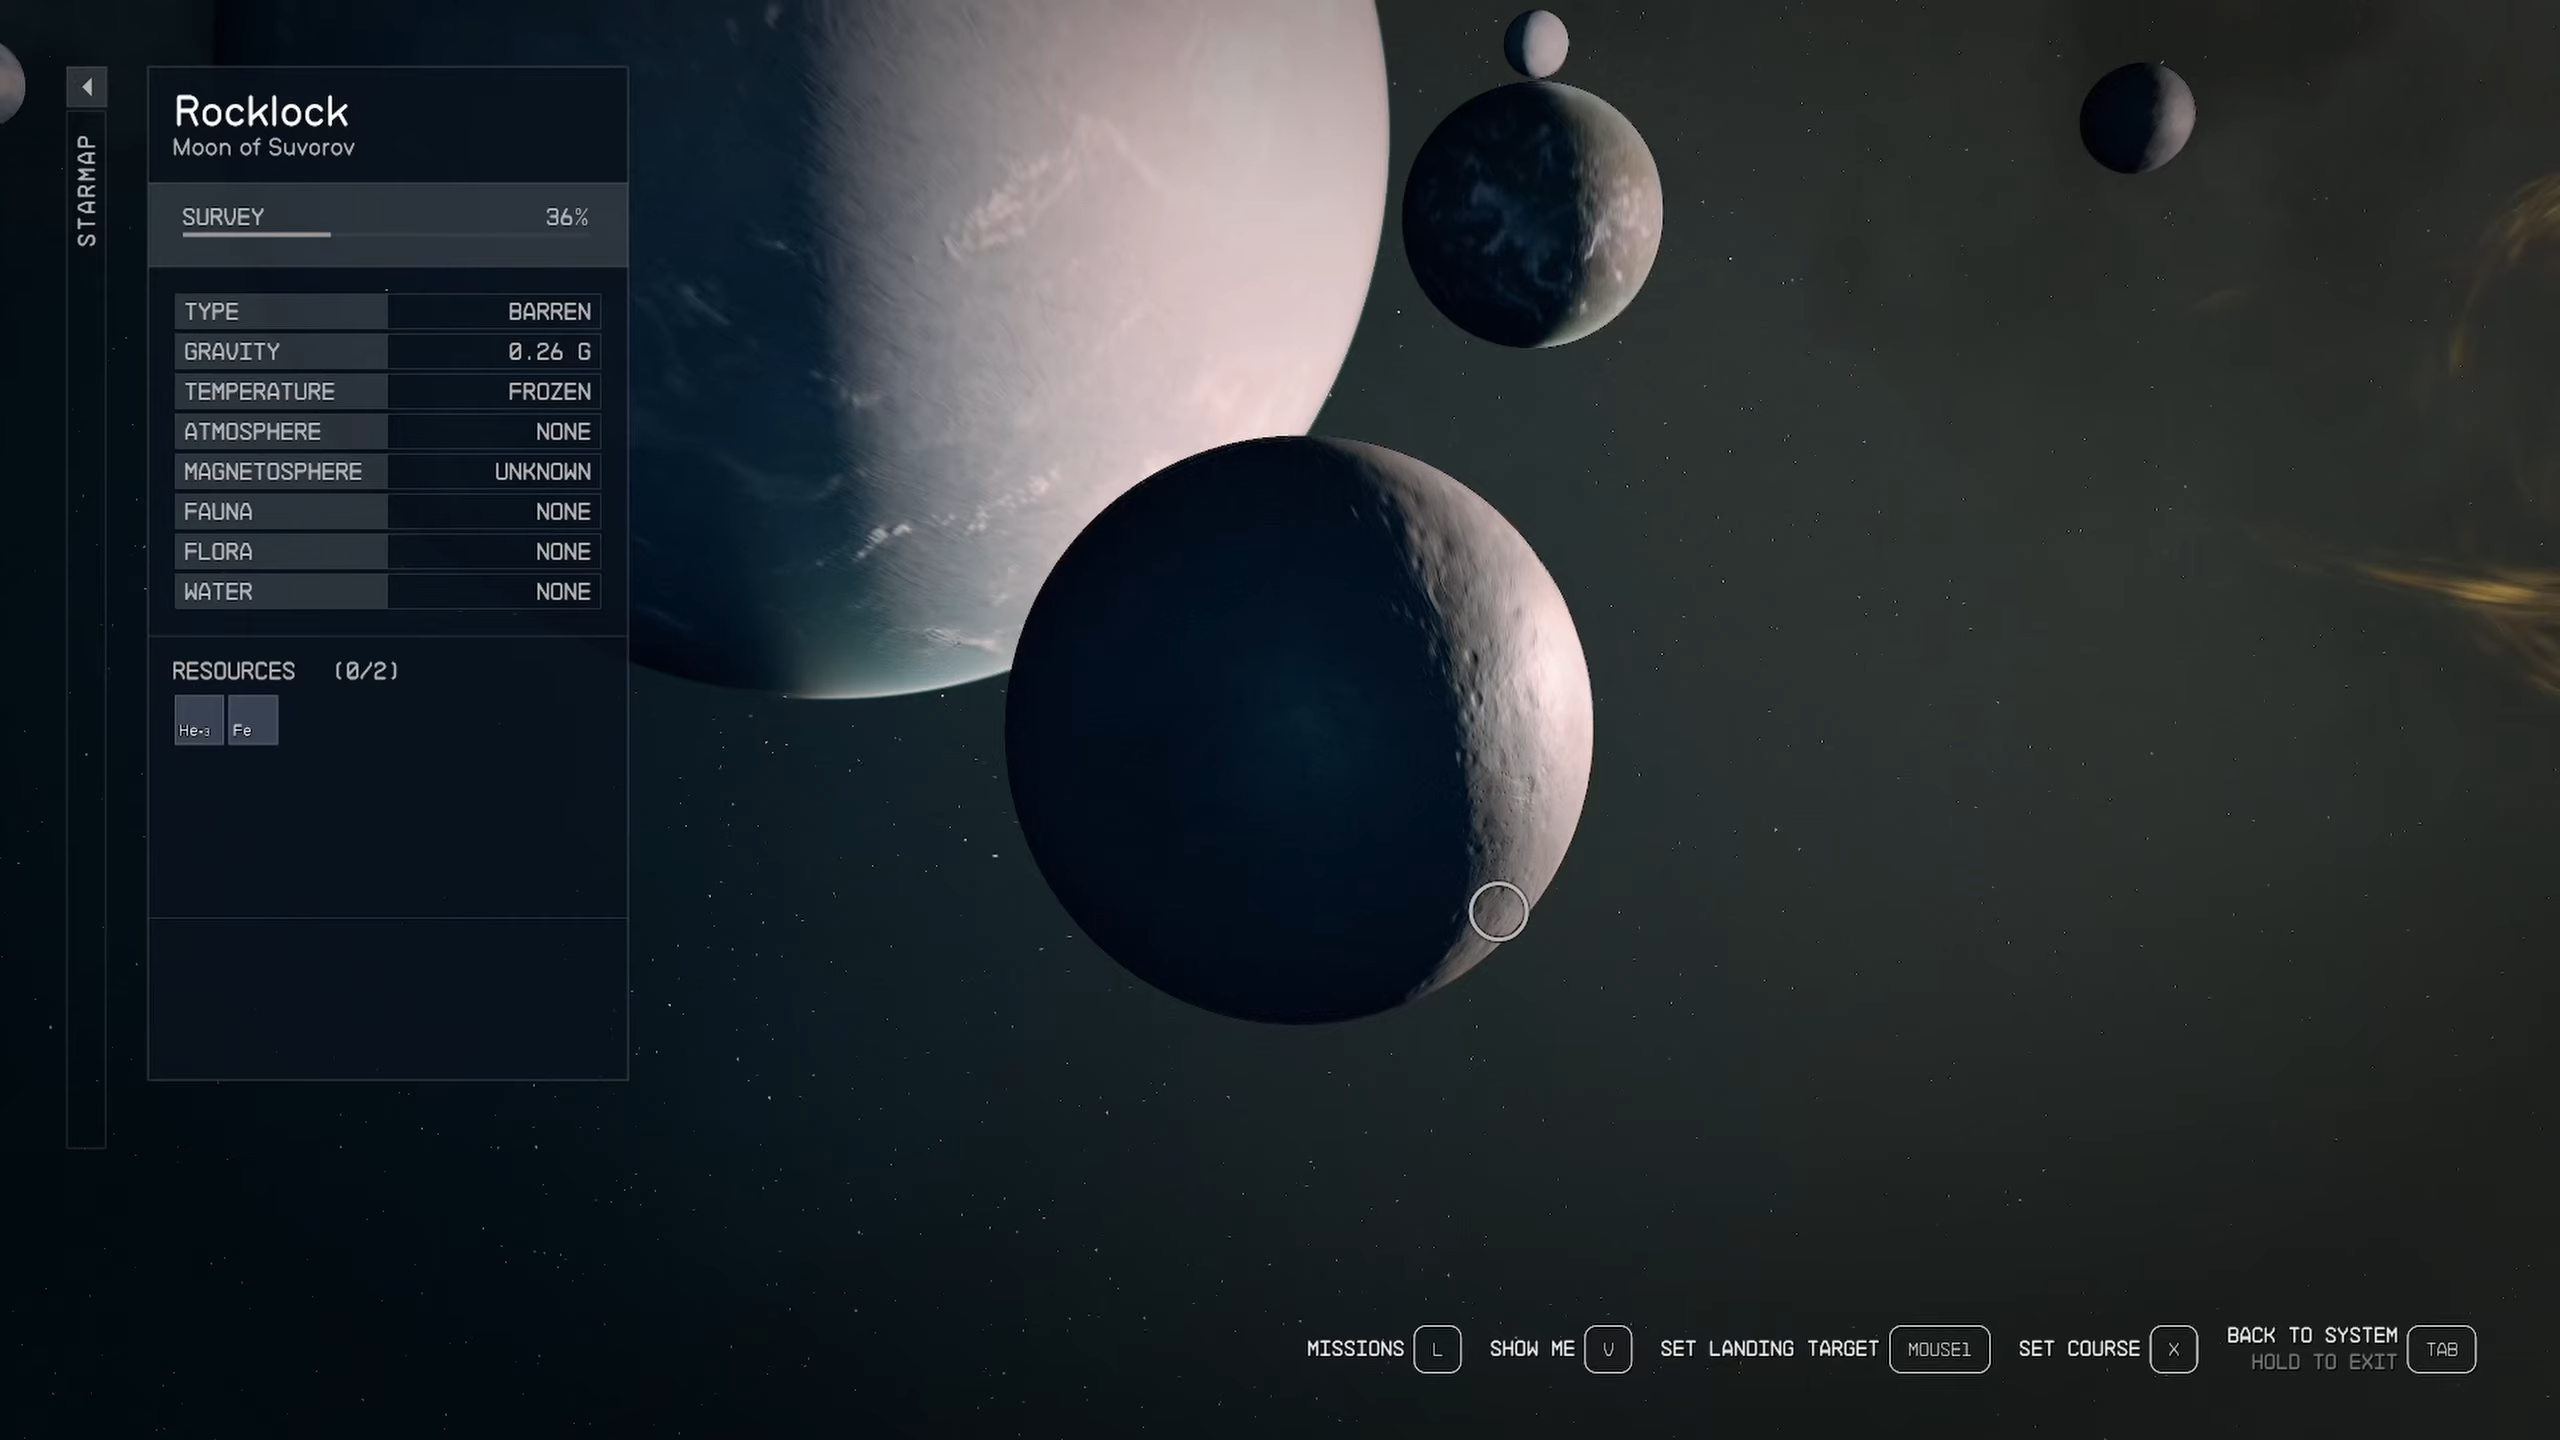 STARMAP
Rocklock
Moon of Suvorov
SURVEY 36%
TYPE BARREN
GRAVITY 0.26 G
TEMPERATURE FROZEN
ATMOSPHERE NONE
MAGNETOSPHERE UNKNOWN
FAUNA NONE
FLORA NONE
WATER NONE
RESOURCES (0/2)
He-3 Fe
MISSIONS L SHOW ME V SET LANDING TARGET MOUSE1 SET COURSE X BACK TO SYSTEM TAB
HOLD TO EXIT